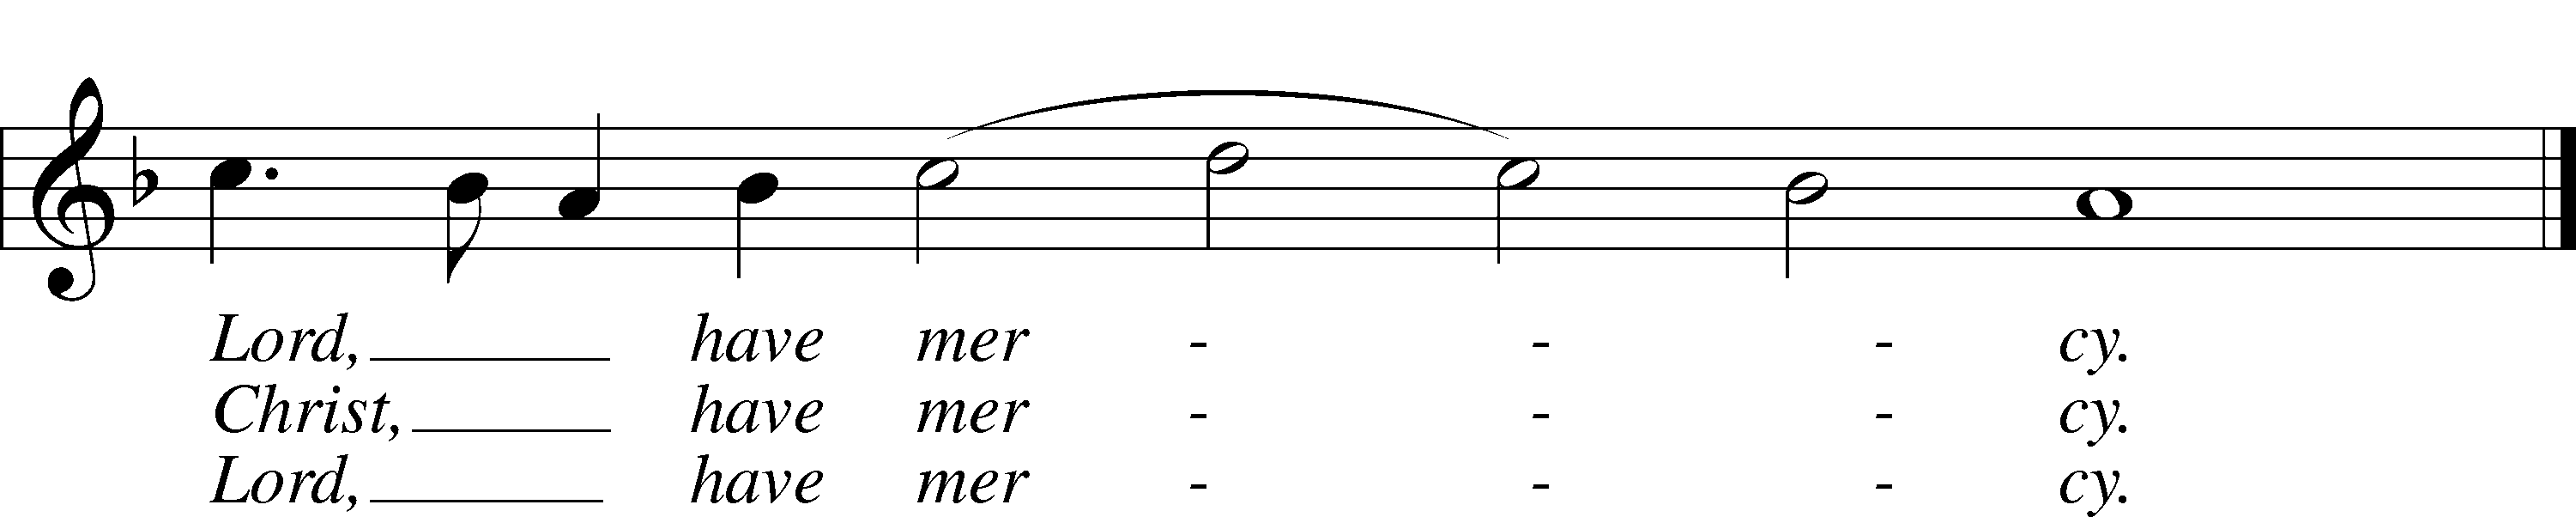 Lord, have mer - - - cy.
Christ, have mer - - - cy.
Lord, have mer - - - cy.